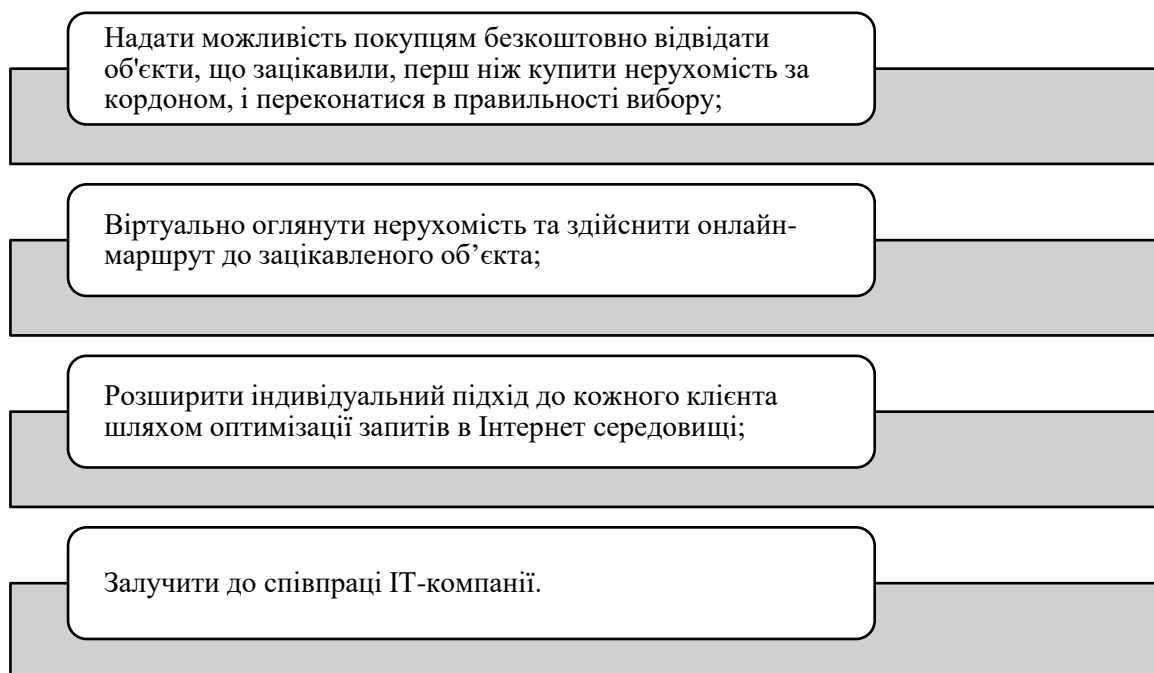 Надати можливість покупцям безкоштовно відвідати
об'єкти, що зацікавили, перш ніж купити нерухомість за
кордоном, і переконатися в правильності вибору;
Віртуально оглянути нерухомість та здійснити онлайн-
маршрут до зацікавленого об’єкта;
Розширити індивідуальний підхід до кожного клієнта
шляхом оптимізації запитів в Інтернет середовищі;
Залучити до співпраці ІТ-компанії.